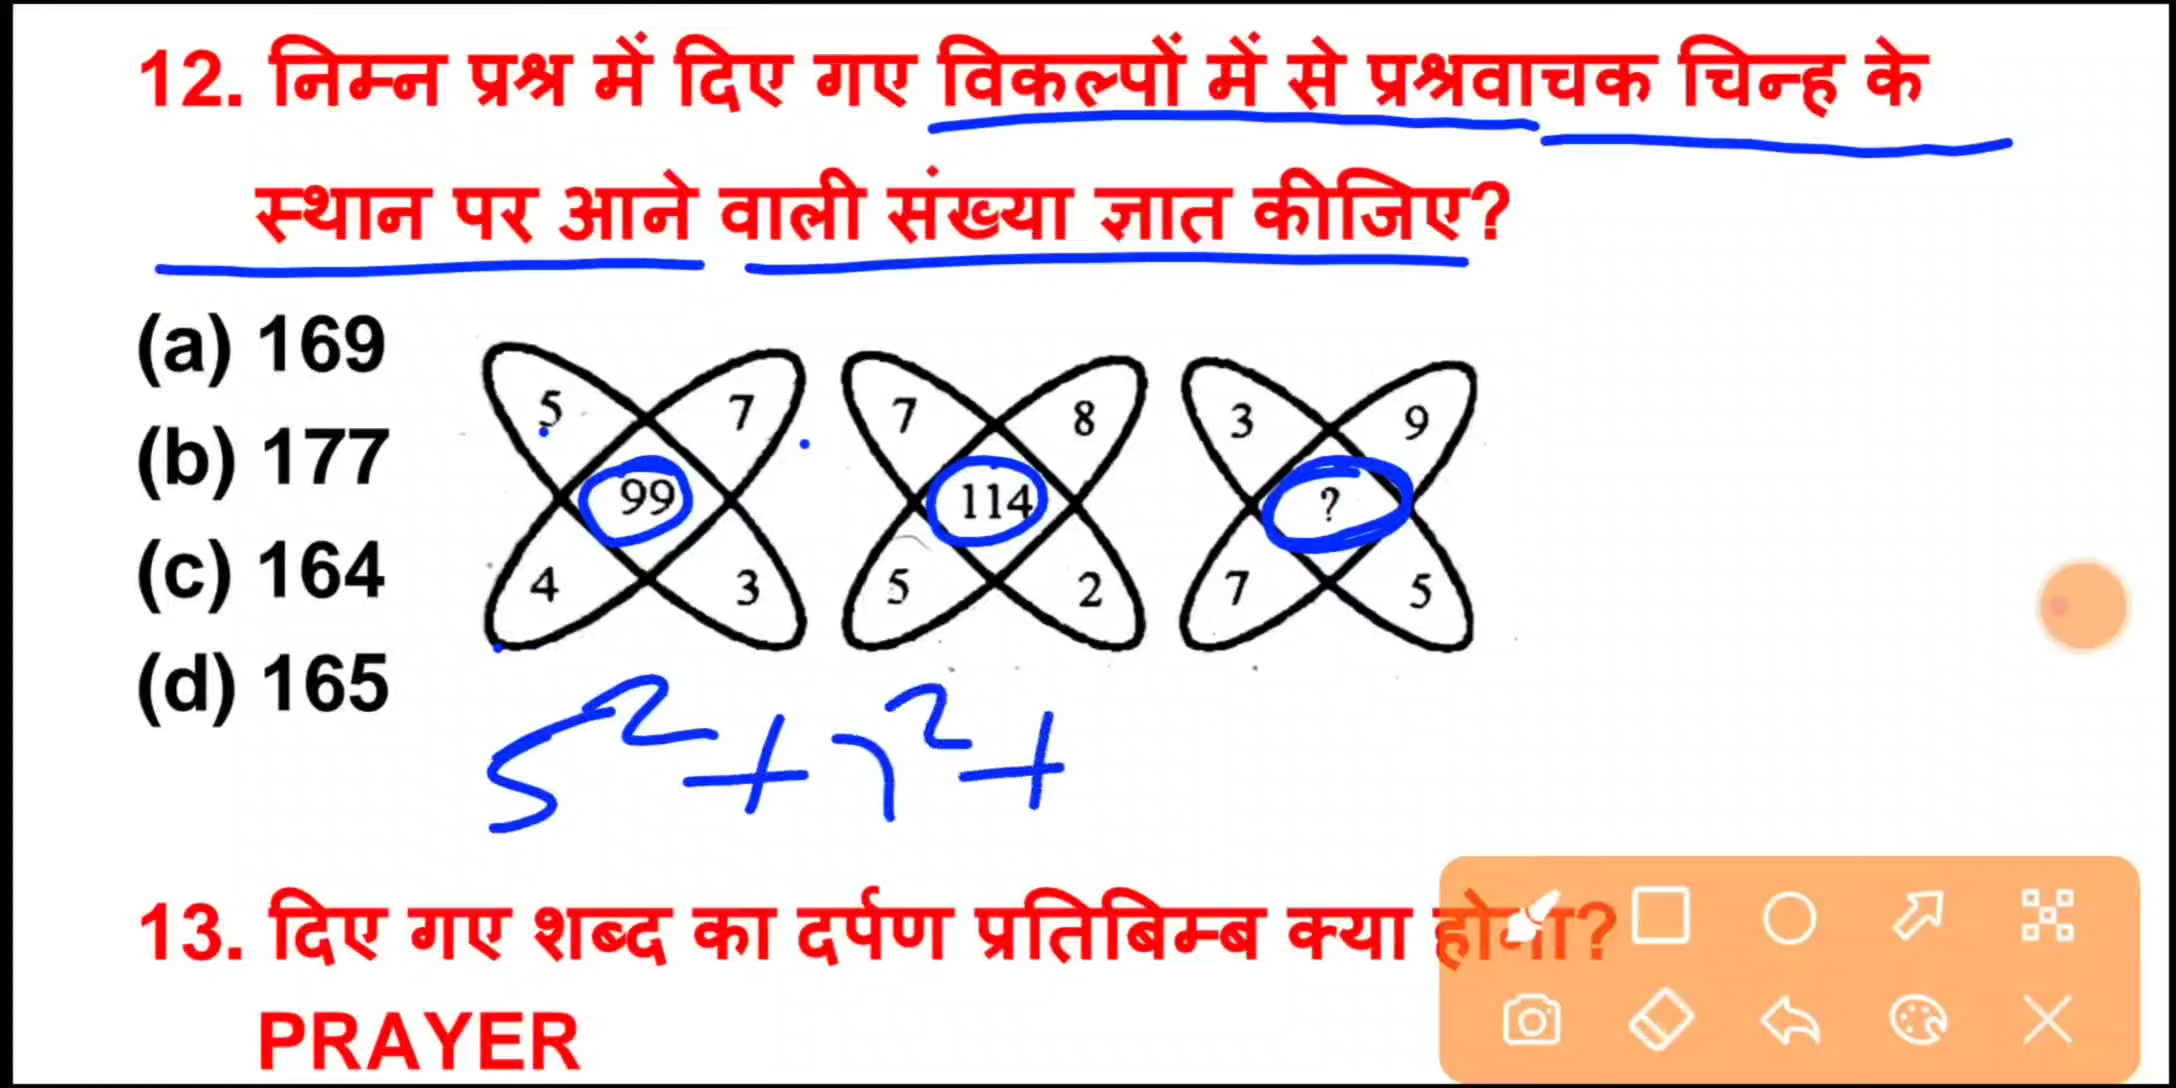 12. निम्न प्रश्न में दिए गए विकल्पों में से प्रश्नवाचक चिन्ह के
स्थान पर आने वाली संख्या ज्ञात कीजिए?
(a) 169
(b) 177
(c) 164
(d) 165
5 7
99
4 3
7 8
114
5 2
3 9
?
7 5
5² + 7² +
13. दिए गए शब्द का दर्पण प्रतिबिम्ब क्या होगा?
PRAYER